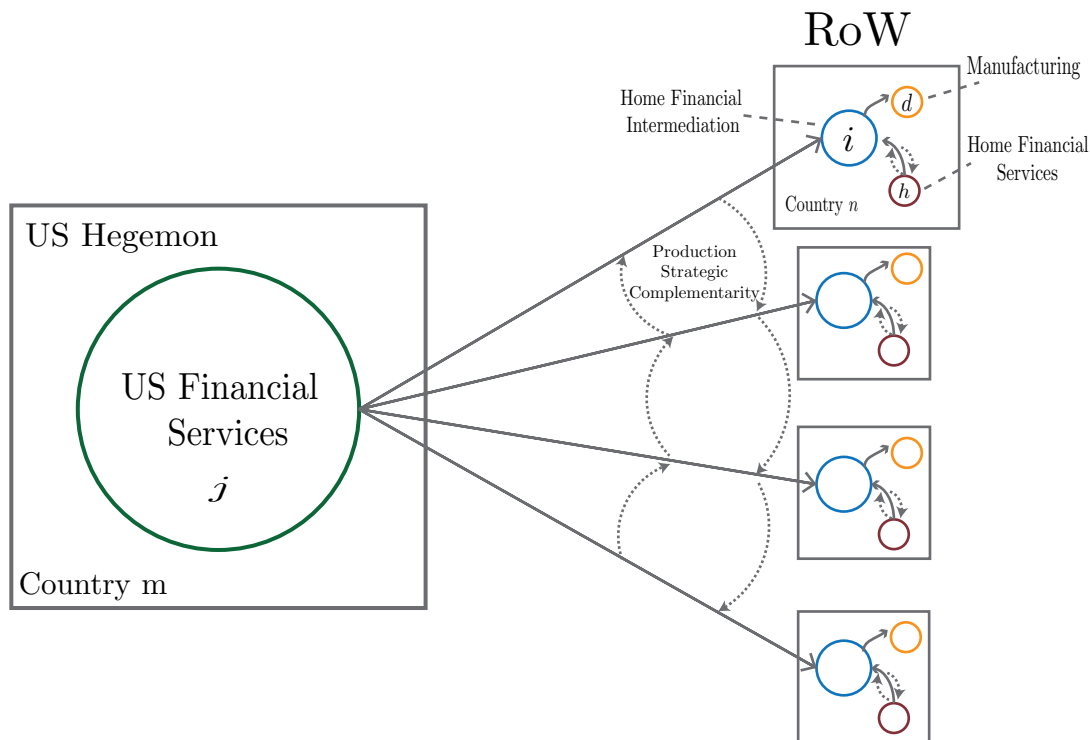 RoW
Manufacturing
Home Financial
Intermediation
d
i
Home Financial
Services
h
Country n
US Hegemon
Production
Strategic
Complementarity
US Financial
Services
j
Country m